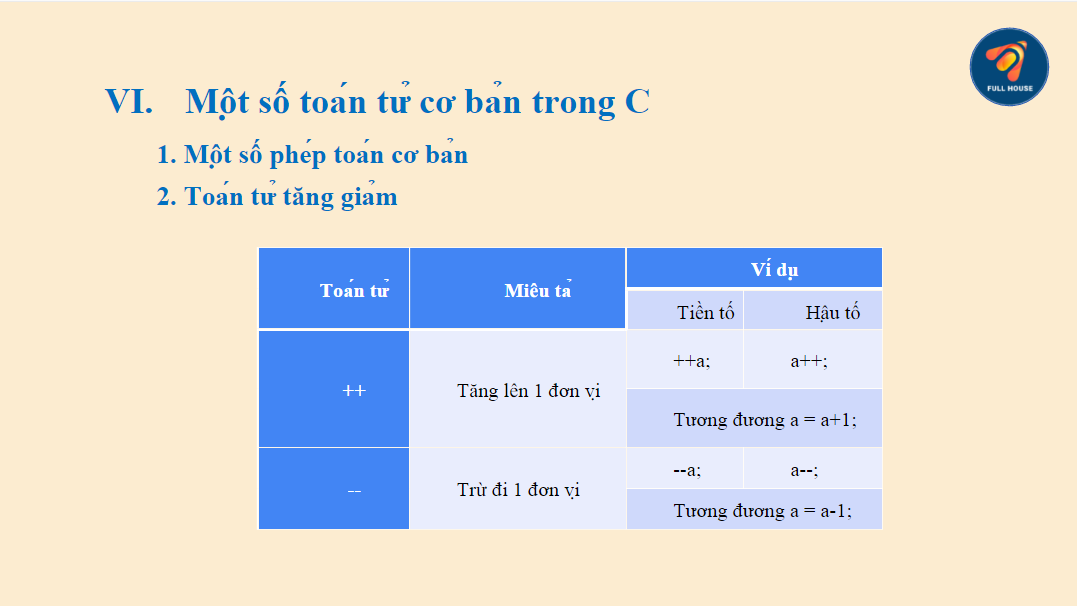 FULL HOUSE
VI. Một số toán tử cơ bản trong C
1. Một số phép toán cơ bản
2. Toán tử tăng giảm
Toán tử
Miêu tả
Ví dụ
Tiền tố
Hậu tố
++
Tăng lên 1 đơn vị
++a;
a++;
Tương đương a = a+1;
--
Trừ đi 1 đơn vị
--a;
a--;
Tương đương a = a-1;